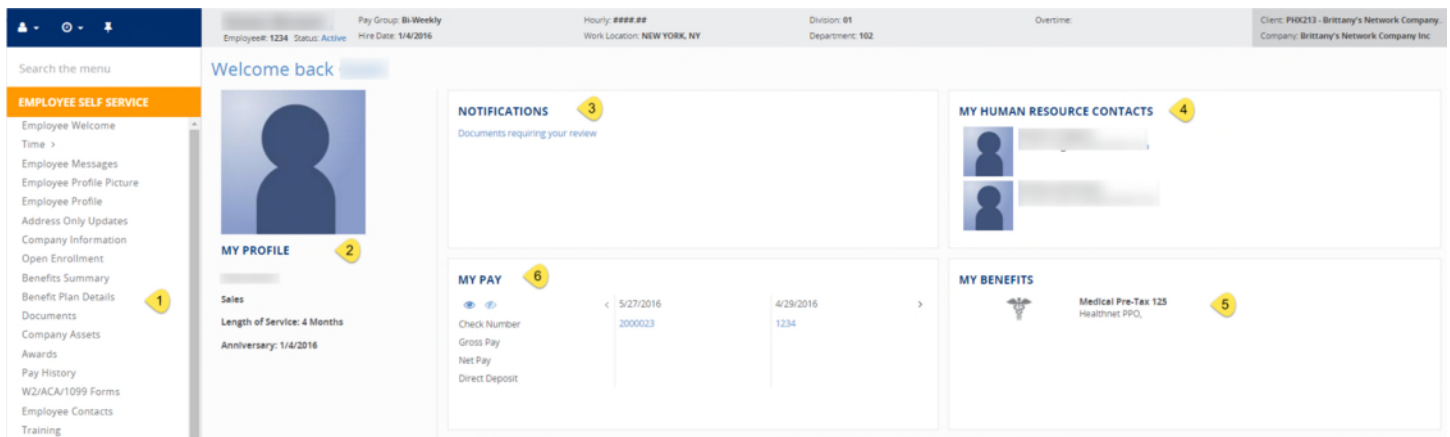 Pay Group: Bi-Weekly
Hourly: ####.##
Division: 01
Overtime:
Client: PHX213 - Brittany's Network Company..
Employee#: 1234 Status: Active
Hire Date: 1/4/2016
Work Location: NEW YORK, NY
Department: 102
Company: Brittany's Network Company Inc
Search the menu
EMPLOYEE SELF SERVICE
Employee Welcome
Time >
Employee Messages
Employee Profile Picture
Employee Profile
Address Only Updates
Company Information
Open Enrollment
Benefits Summary
Benefit Plan Details
1
Documents
Company Assets
Awards
Pay History
W2/ACA/1099 Forms
Employee Contacts
Training
Welcome back
MY PROFILE
2
Sales
Length of Service: 4 Months
Anniversary: 1/4/2016
NOTIFICATIONS
3
Documents requiring your review
MY HUMAN RESOURCE CONTACTS
4
MY PAY
6
< 5/27/2016 4/29/2016 >
Check Number 2000023 1234
Gross Pay
Net Pay
Direct Deposit
MY BENEFITS
Medical Pre-Tax 125
Healthnet PPO,
5